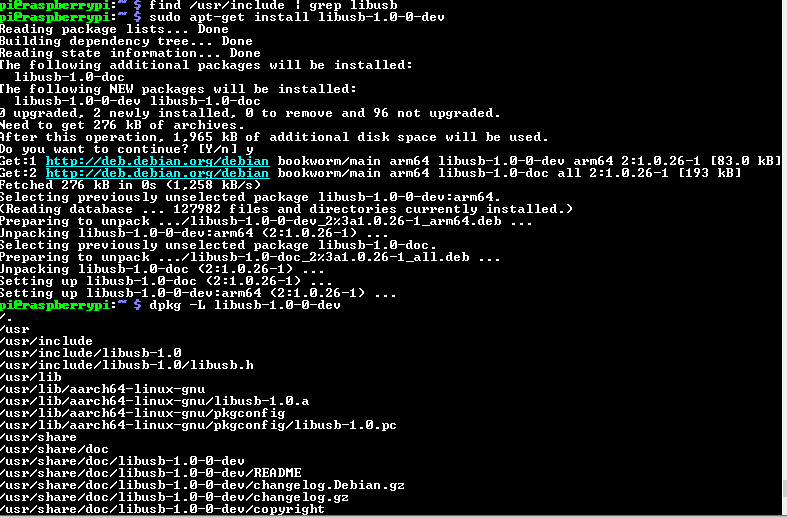 pi@raspberrypi:~ $ find /usr/include | grep libusb
pi@raspberrypi:~ $ sudo apt-get install libusb-1.0-0-dev
Reading package lists... Done
Building dependency tree... Done
Reading state information... Done
The following additional packages will be installed:
  libusb-1.0-doc
The following NEW packages will be installed:
  libusb-1.0-0-dev libusb-1.0-doc
0 upgraded, 2 newly installed, 0 to remove and 96 not upgraded.
Need to get 276 kB of archives.
After this operation, 1,965 kB of additional disk space will be used.
Do you want to continue? [Y/n] y
Get:1 http://deb.debian.org/debian bookworm/main arm64 libusb-1.0-0-dev arm64 2:1.0.26-1 [83.0 kB]
Get:2 http://deb.debian.org/debian bookworm/main arm64 libusb-1.0-doc all 2:1.0.26-1 [193 kB]
Fetched 276 kB in 0s (1,258 kB/s)
Selecting previously unselected package libusb-1.0-0-dev:arm64.
(Reading database ... 127982 files and directories currently installed.)
Preparing to unpack .../libusb-1.0-0-dev_2%3a1.0.26-1_arm64.deb ...
Unpacking libusb-1.0-0-dev:arm64 (2:1.0.26-1) ...
Selecting previously unselected package libusb-1.0-doc.
Preparing to unpack .../libusb-1.0-doc_2%3a1.0.26-1_all.deb ...
Unpacking libusb-1.0-doc (2:1.0.26-1) ...
Setting up libusb-1.0-doc (2:1.0.26-1) ...
Setting up libusb-1.0-0-dev:arm64 (2:1.0.26-1) ...
pi@raspberrypi:~ $ dpkg -L libusb-1.0-0-dev
/.
/usr
/usr/include
/usr/include/libusb-1.0
/usr/include/libusb-1.0/libusb.h
/usr/lib
/usr/lib/aarch64-linux-gnu
/usr/lib/aarch64-linux-gnu/libusb-1.0.a
/usr/lib/aarch64-linux-gnu/pkgconfig
/usr/lib/aarch64-linux-gnu/pkgconfig/libusb-1.0.pc
/usr/share
/usr/share/doc
/usr/share/doc/libusb-1.0-0-dev
/usr/share/doc/libusb-1.0-0-dev/README
/usr/share/doc/libusb-1.0-0-dev/changelog.Debian.gz
/usr/share/doc/libusb-1.0-0-dev/changelog.gz
/usr/share/doc/libusb-1.0-0-dev/copyright